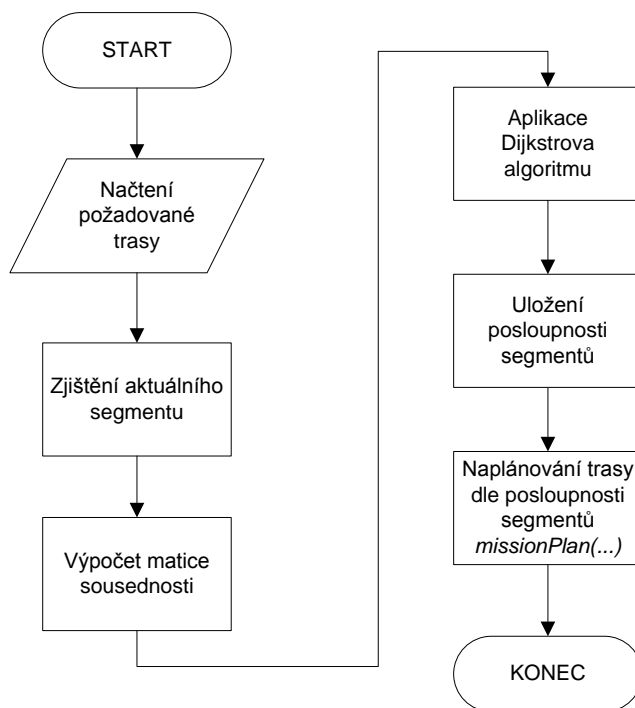 START
Načtení
požadované
trasy
Zjištění aktuálního
segmentu
Výpočet matice
sousednosti
Aplikace
Dijkstrova
algoritmu
Uložení
posloupnosti
segmentů
Naplánování trasy
dle posloupnosti
segmentů
missionPlan(...)
KONEC